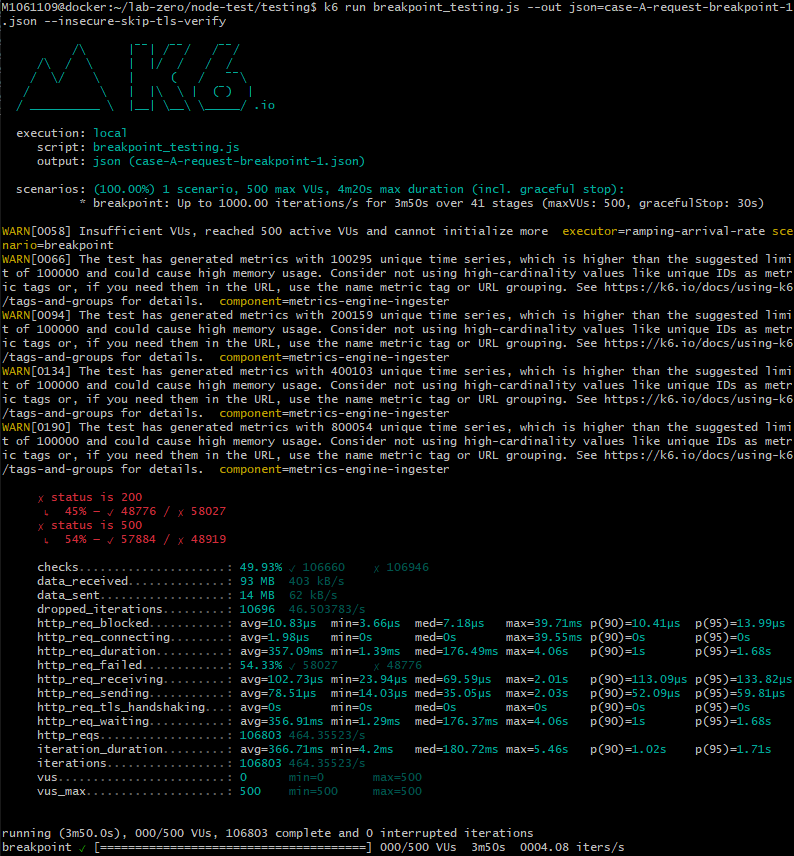 M1061109@docker:~/lab-zero/node-test/testing$ k6 run breakpoint_testing.js --out json=case-A-request-breakpoint-1
.json --insecure-skip-tls-verify
.io
execution: local
script: breakpoint_testing.js
output: json (case-A-request-breakpoint-1.json)
scenarios: (100.00%) 1 scenario, 500 max VUs, 4m20s max duration (incl. graceful stop):
* breakpoint: Up to 1000.00 iterations/s for 3m50s over 41 stages (maxVUs: 500, gracefulStop: 30s)
WARN[0058] Insufficient VUs, reached 500 active VUs and cannot initialize more  executor=ramping-arrival-rate sce
nario=breakpoint
WARN[0066] The test has generated metrics with 100295 unique time series, which is higher than the suggested limi
t of 100000 and could cause high memory usage. Consider not using high-cardinality values like unique IDs as metr
ic tags or, if you need them in the URL, use the name metric tag or URL grouping. See https://k6.io/docs/using-k6
/tags-and-groups for details.  component=metrics-engine-ingester
WARN[0094] The test has generated metrics with 200159 unique time series, which is higher than the suggested limi
t of 100000 and could cause high memory usage. Consider not using high-cardinality values like unique IDs as metr
ic tags or, if you need them in the URL, use the name metric tag or URL grouping. See https://k6.io/docs/using-k6
/tags-and-groups for details.  component=metrics-engine-ingester
WARN[0134] The test has generated metrics with 400103 unique time series, which is higher than the suggested limi
t of 100000 and could cause high memory usage. Consider not using high-cardinality values like unique IDs as metr
ic tags or, if you need them in the URL, use the name metric tag or URL grouping. See https://k6.io/docs/using-k6
/tags-and-groups for details.  component=metrics-engine-ingester
WARN[0190] The test has generated metrics with 800054 unique time series, which is higher than the suggested limi
t of 100000 and could cause high memory usage. Consider not using high-cardinality values like unique IDs as metr
ic tags or, if you need them in the URL, use the name metric tag or URL grouping. See https://k6.io/docs/using-k6
/tags-and-groups for details.  component=metrics-engine-ingester
✗ status is 200
↳  45% — ✓ 48776 / ✗ 58027
✗ status is 500
↳  54% — ✓ 57884 / ✗ 48919
checks.....................: 49.93% ✓ 106660 ✗ 106946
data_received..............: 93 MB  403 kB/s
data_sent..................: 14 MB  62 kB/s
dropped_iterations.........: 10696  46.503783/s
http_req_blocked...........: avg=10.83µs  min=3.66µs  med=7.18µs   max=39.71ms p(90)=10.41µs  p(95)=13.99µs
http_req_connecting........: avg=1.98µs   min=0s      med=0s       max=39.55ms p(90)=0s       p(95)=0s
http_req_duration..........: avg=357.09ms min=1.39ms  med=176.49ms max=4.06s   p(90)=1s       p(95)=1.68s
http_req_failed............: 54.33% ✓ 58027 ✗ 48776
http_req_receiving.........: avg=102.73µs min=23.94µs med=69.59µs  max=2.01s   p(90)=113.09µs p(95)=133.82µs
http_req_sending...........: avg=78.51µs  min=14.03µs med=35.05µs  max=2.03s   p(90)=52.09µs  p(95)=59.81µs
http_req_tls_handshaking...: avg=0s       min=0s      med=0s       max=0s      p(90)=0s       p(95)=0s
http_req_waiting...........: avg=356.91ms min=1.29ms  med=176.37ms max=4.06s   p(90)=1s       p(95)=1.68s
http_reqs..................: 106803 464.35523/s
iteration_duration.........: avg=366.71ms min=4.2ms   med=180.72ms max=5.46s   p(90)=1.02s    p(95)=1.71s
iterations.................: 106803 464.35523/s
vus........................: 0      min=0      max=500
vus_max....................: 500    min=500    max=500
running (3m50.0s), 000/500 VUs, 106803 complete and 0 interrupted iterations
breakpoint ✓ [======================================] 000/500 VUs  3m50s  0004.08 iters/s